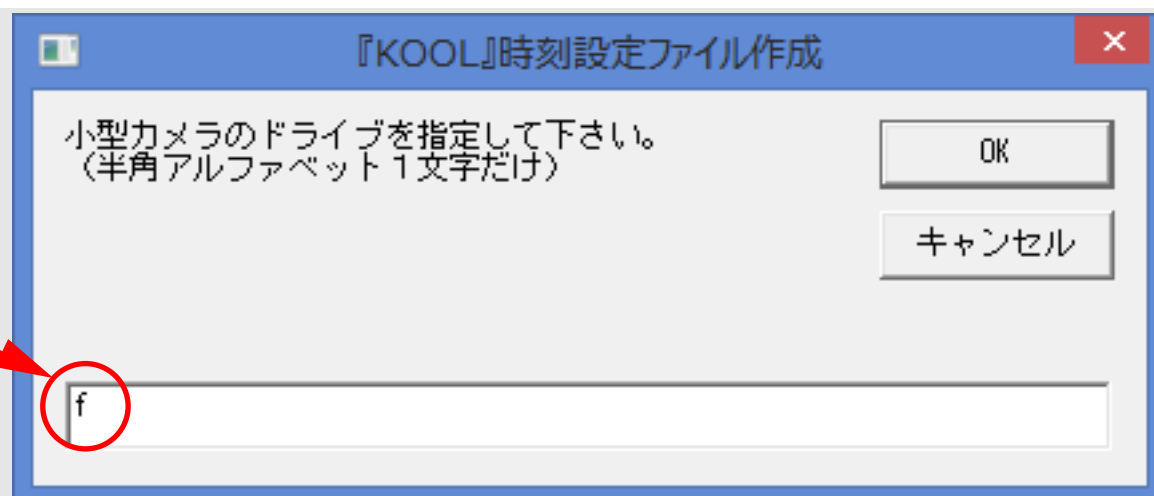 『KOOL』時刻設定ファイル作成
小型カメラのドライブを指定して下さい。
（半角アルファベット１文字だけ）
OK
キャンセル
f